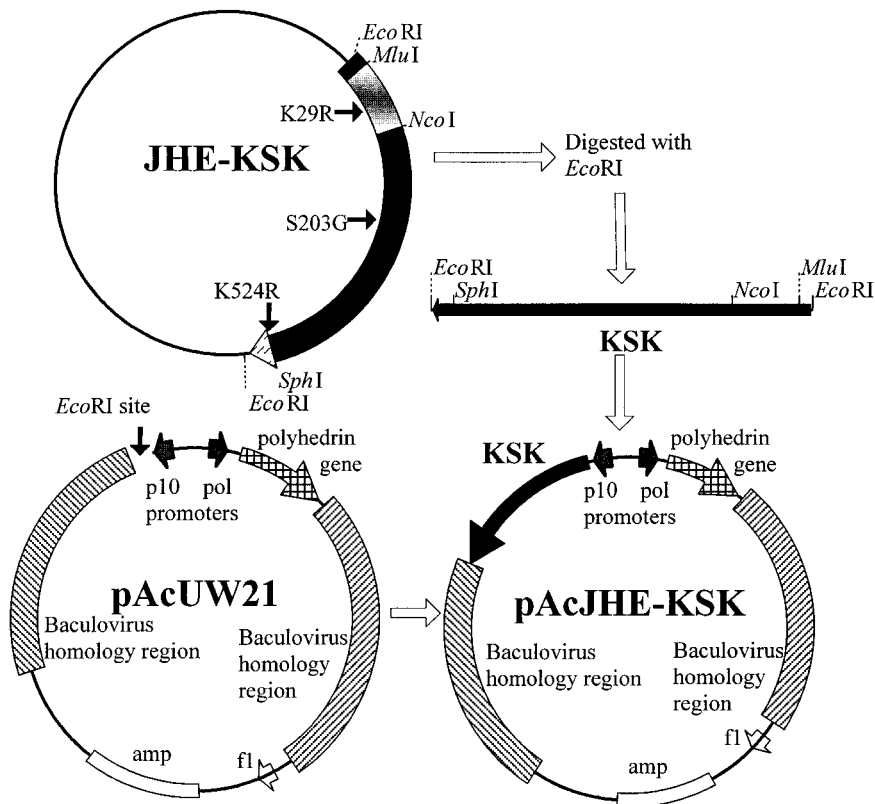 EcoRI
MluI
K29R
NcoI
JHE-KSK
Digested with
EcoRI
S203G
K524R
SphI
EcoRI
EcoRI
SphI
NcoI
MluI
EcoRI
KSK
EcoRI site
polyhedrin
gene
p10 pol
promoters
pAcUW21
Baculovirus
homology region
Baculovirus
homology
region
amp
f1
KSK
polyhedrin
gene
p10 pol
promoters
pAcJHE-KSK
Baculovirus
homology region
Baculovirus
homology
region
f1
amp